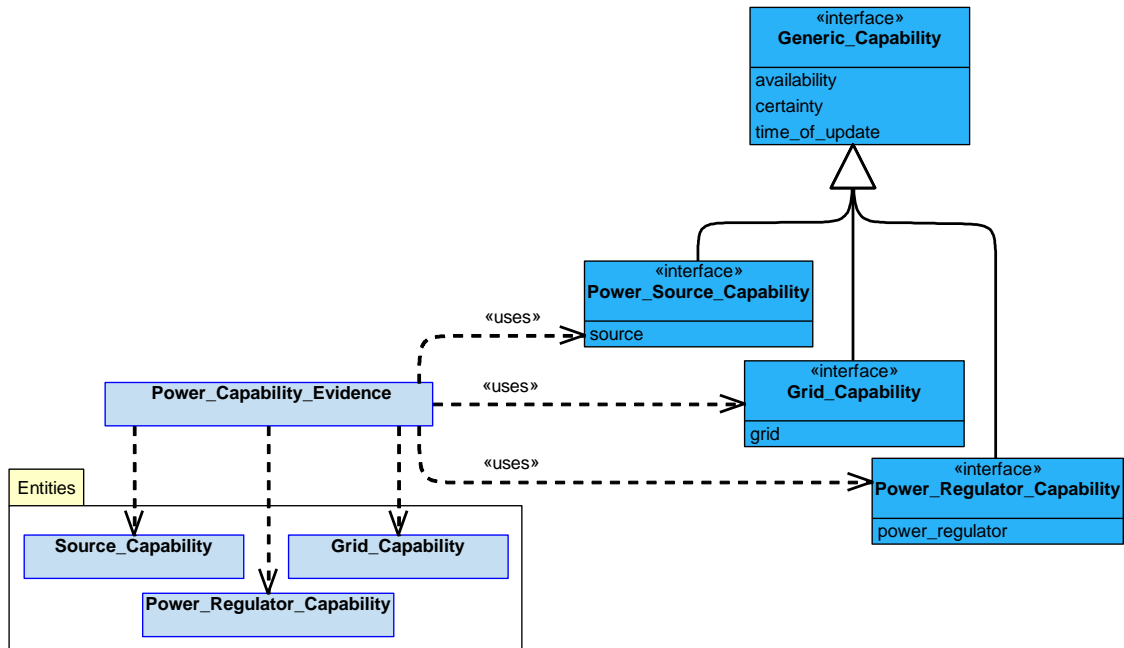 «interface»
Generic_Capability
availability
certainty
time_of_update
«interface»
Power_Source_Capability
source
«uses»
«interface»
Grid_Capability
grid
«uses»
Power_Capability_Evidence
«interface»
Power_Regulator_Capability
power_regulator
«uses»
Entities
Source_Capability
Grid_Capability
Power_Regulator_Capability